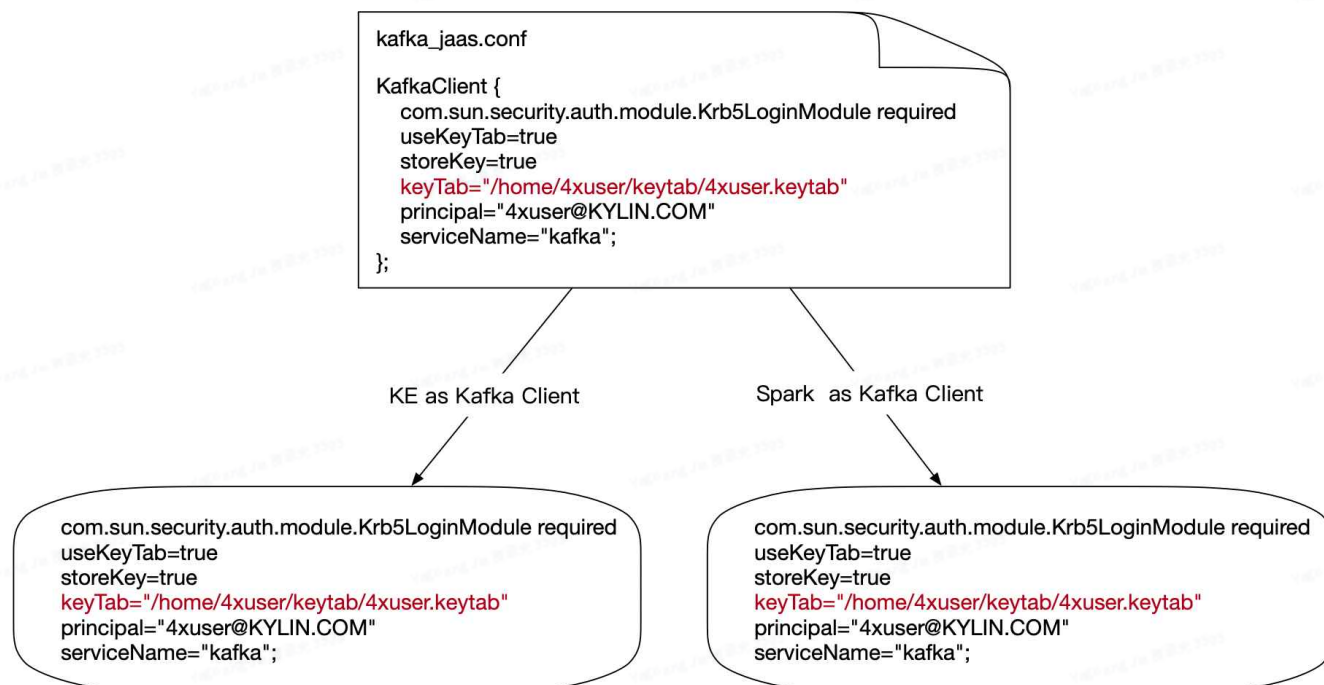 kafka_jaas.conf
KafkaClient {
com.sun.security.auth.module.Krb5LoginModule required
useKeyTab=true
storeKey=true
keyTab="/home/4xuser/keytab/4xuser.keytab"
principal="4xuser@KYLIN.COM"
serviceName="kafka";
};
KE as Kafka Client
Spark as Kafka Client
com.sun.security.auth.module.Krb5LoginModule required
useKeyTab=true
storeKey=true
keyTab="/home/4xuser/keytab/4xuser.keytab"
principal="4xuser@KYLIN.COM"
serviceName="kafka";
com.sun.security.auth.module.Krb5LoginModule required
useKeyTab=true
storeKey=true
keyTab="/home/4xuser/keytab/4xuser.keytab"
principal="4xuser@KYLIN.COM"
serviceName="kafka";